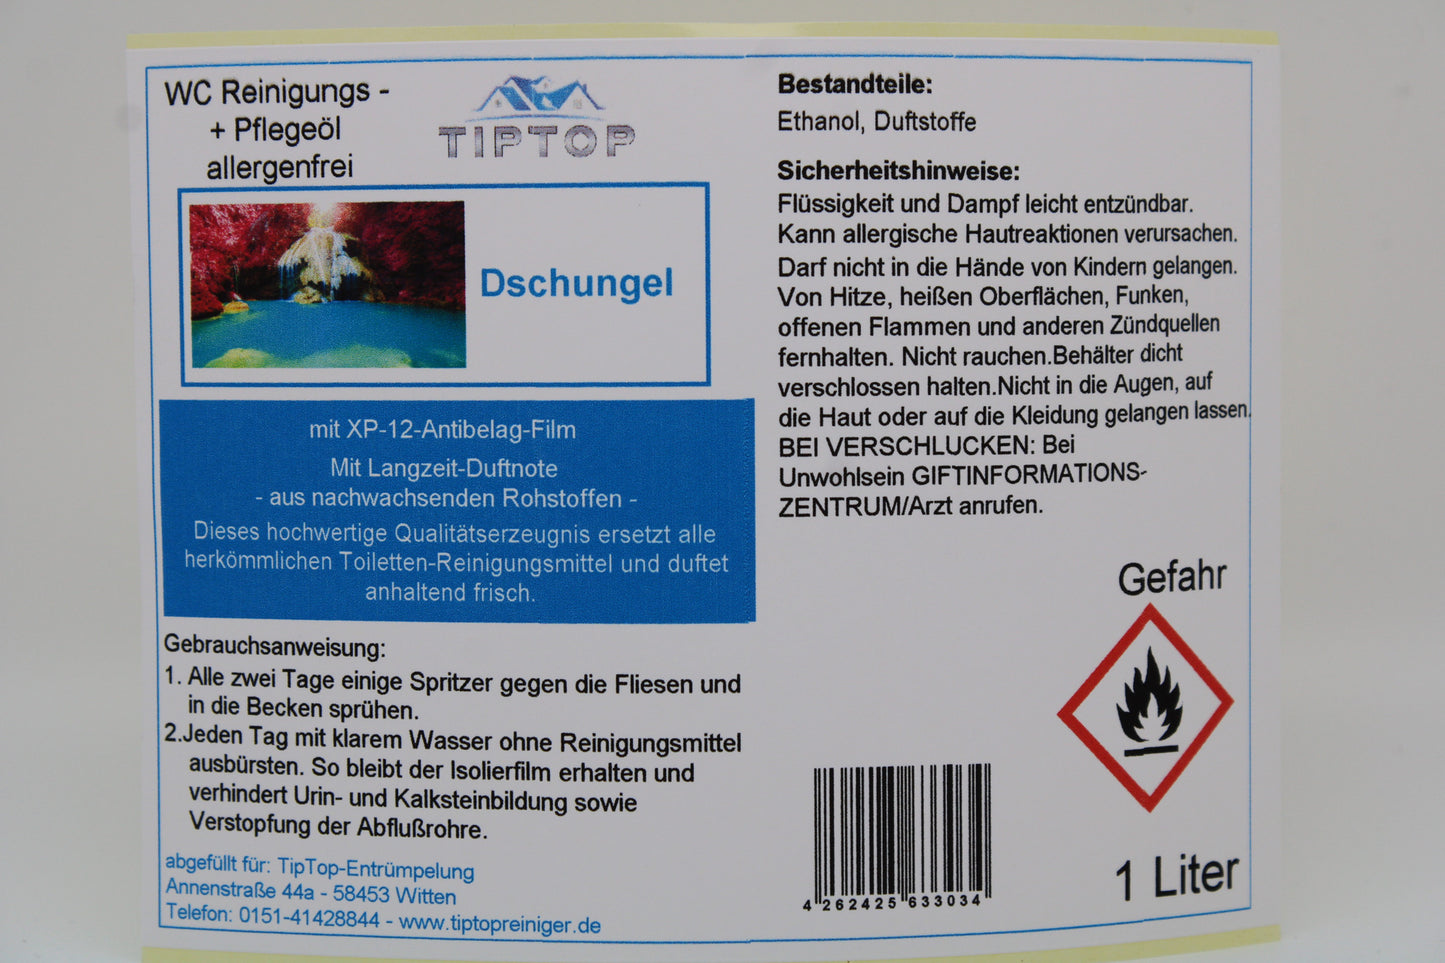 WC Reinigungs -
+ Pflegeöl
allergenfrei
TIPTOP
Dschungel
mit XP-12-Antibelag-Film
Mit Langzeit-Duftnote
- aus nachwachsenden Rohstoffen -
Dieses hochwertige Qualitätserzeugnis ersetzt alle
herkömmlichen Toiletten-Reinigungsmittel und duftet
anhaltend frisch.
Gebrauchsanweisung:
1. Alle zwei Tage einige Spritzer gegen die Fliesen und
in die Becken sprühen.
2.Jeden Tag mit klarem Wasser ohne Reinigungsmittel
ausbürsten. So bleibt der Isolierfilm erhalten und
verhindert Urin- und Kalksteinbildung sowie
Verstopfung der Abflußrohre.
abgefüllt für: TipTop-Entrümpelung
Annenstraße 44a - 58453 Witten
Telefon: 0151-41428844 - www.tiptopreiniger.de
Bestandteile:
Ethanol, Duftstoffe
Sicherheitshinweise:
Flüssigkeit und Dampf leicht entzündbar.
Kann allergische Hautreaktionen verursachen.
Darf nicht in die Hände von Kindern gelangen.
Von Hitze, heißen Oberflächen, Funken,
offenen Flammen und anderen Zündquellen
fernhalten. Nicht rauchen.Behälter dicht
verschlossen halten.Nicht in die Augen, auf
die Haut oder auf die Kleidung gelangen lassen.
BEI VERSCHLUCKEN: Bei
Unwohlsein GIFTINFORMATIONS-
ZENTRUM/Arzt anrufen.
Gefahr
4 262425 633034
1 Liter